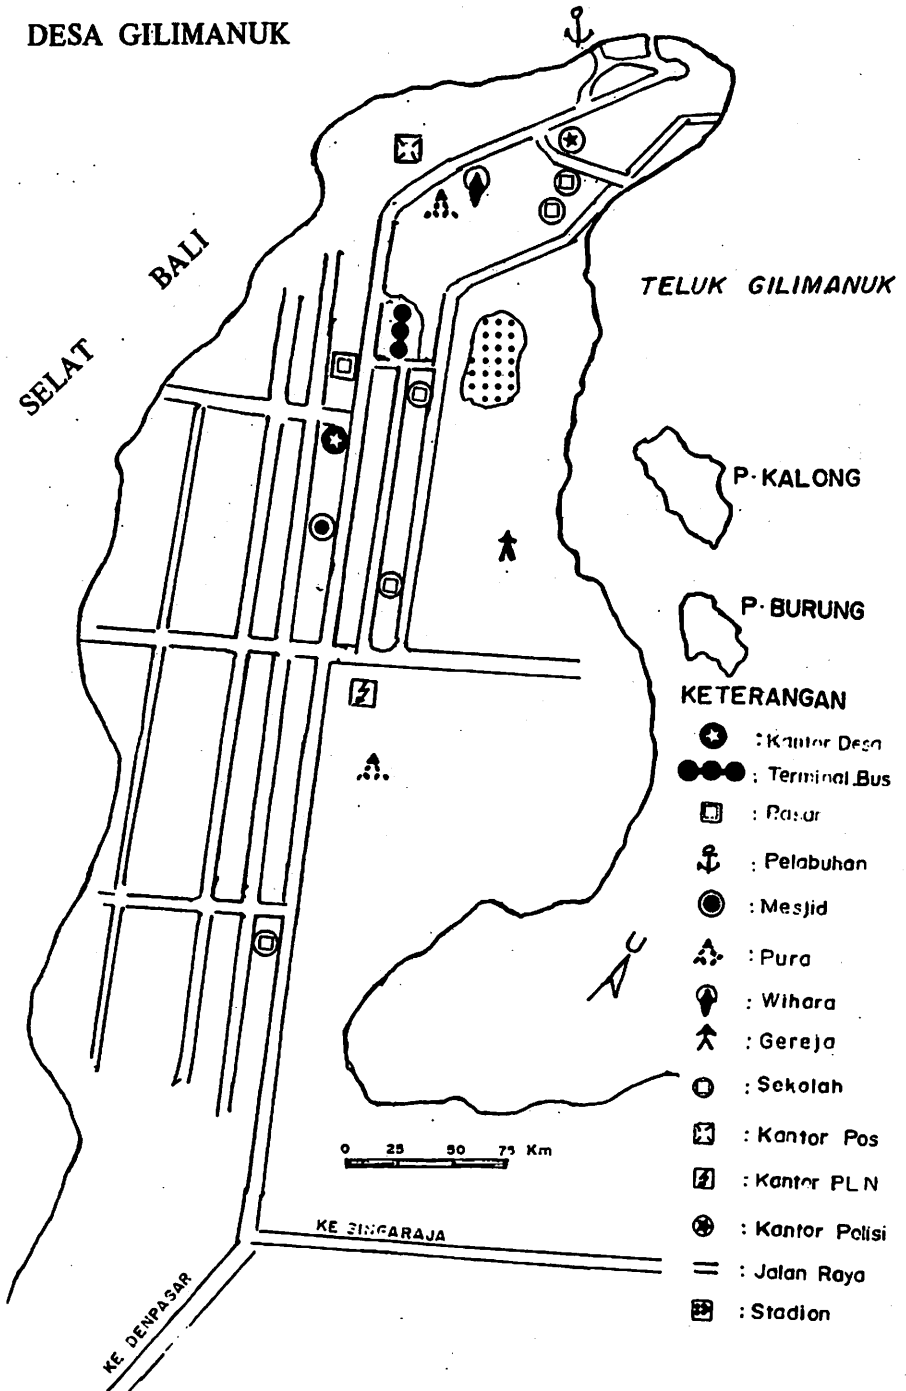 DESA GILIMANUK
SELAT BALI
TELUK GILIMANUK
P. KALONG
P. BURUNG
U
KETERANGAN
: Kantor Desa
: Terminal Bus
: Pasar
: Pelabuhan
: Mesjid
: Pura
: Wihara
: Gereja
: Sekolah
: Kantor Pos
: Kantor PLN
: Kantor Polisi
: Jalan Raya
: Stadion
0 25 50 75 Km
KE SINGARAJA
KE DENPASAR